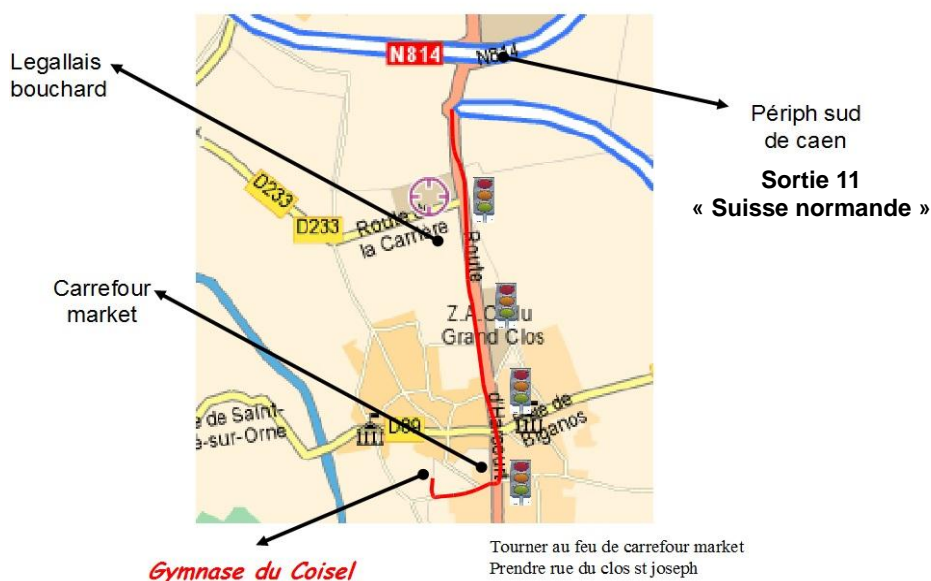 N814
N814
Legallais
bouchard
Périph sud
de caen
Sortie 11
« Suisse normande »
D233
D233
Route
la Carrière
Route
Carrefour
market
Z.A.C. du
Grand Clos
d'Harcourt
de Saint-
-sur-Orne
D89
de
Biganos
Gymnase du Coisel
Tourner au feu de carrefour market
Prendre rue du clos st joseph